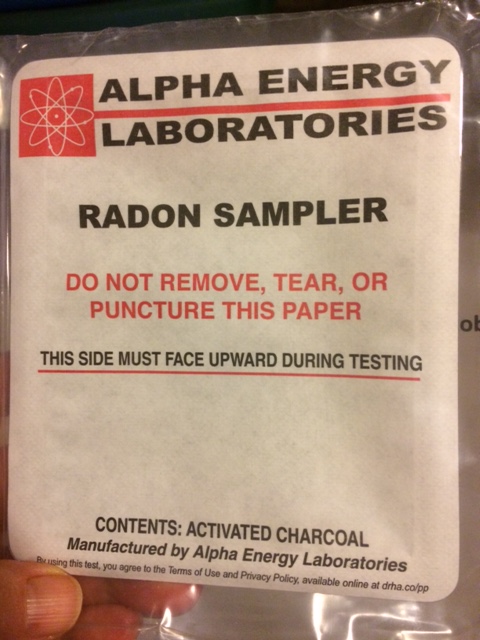 ALPHA ENERGY
LABORATORIES
RADON SAMPLER
DO NOT REMOVE, TEAR, OR
PUNCTURE THIS PAPER
THIS SIDE MUST FACE UPWARD DURING TESTING
CONTENTS: ACTIVATED CHARCOAL
Manufactured by Alpha Energy Laboratories
By using this test, you agree to the Terms of Use and Privacy Policy, available online at drha.co/pp